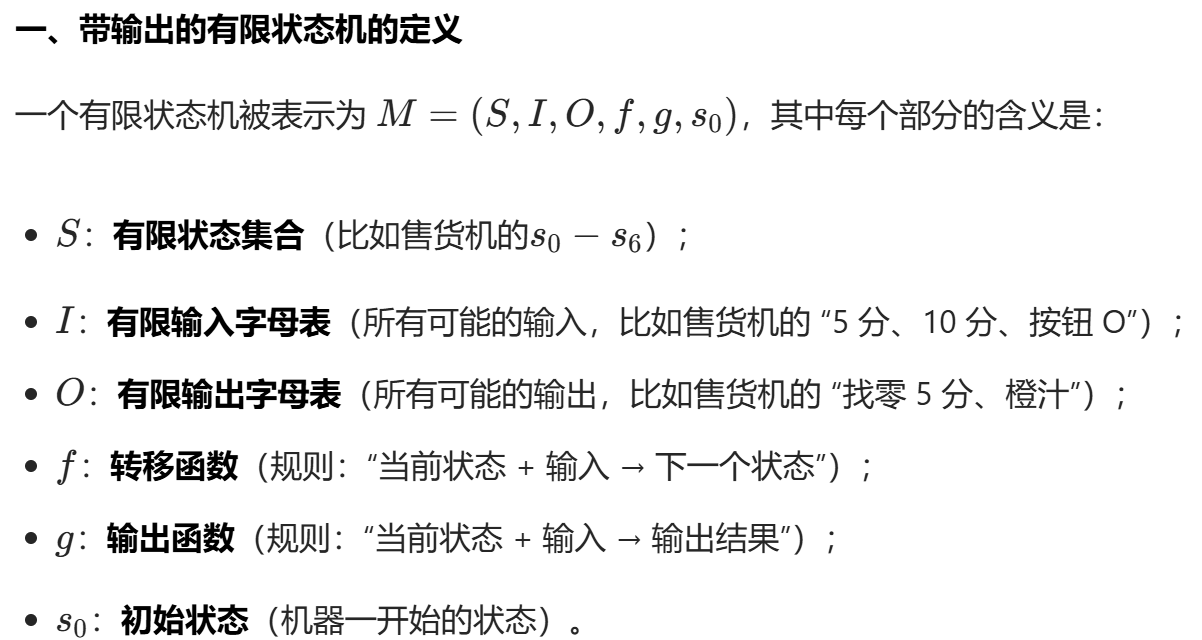 一、带输出的有限状态机的定义
一个有限状态机被表示为 M = (S, I, O, f, g, s₀)，其中每个部分的含义是：
• S：有限状态集合（比如售货机的s₀ − s₆）；
• I：有限输入字母表（所有可能的输入，比如售货机的 “5 分、10 分、按钮 O”）；
• O：有限输出字母表（所有可能的输出，比如售货机的 “找零 5 分、橙汁”）；
• f：转移函数（规则：“当前状态 + 输入 → 下一个状态”）；
• g：输出函数（规则：“当前状态 + 输入 → 输出结果”）；
• s₀：初始状态（机器一开始的状态）。